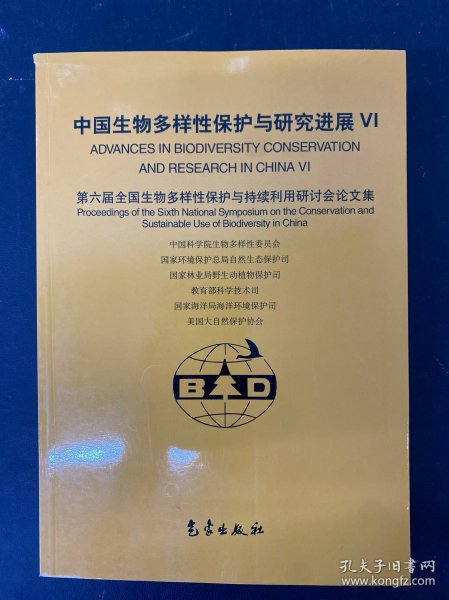 中国生物多样性保护与研究进展 VI
ADVANCES IN BIODIVERSITY CONSERVATION
AND RESEARCH IN CHINA VI
第六届全国生物多样性保护与持续利用研讨会论文集
Proceedings of the Sixth National Symposium on the Conservation and
Sustainable Use of Biodiversity in China
中国科学院生物多样性委员会
国家环境保护总局自然生态保护司
国家林业局野生动植物保护司
教育部科学技术司
国家海洋局海洋环境保护司
美国大自然保护协会
B D
气象出版社
孔夫子旧书网
www.kongfz.com